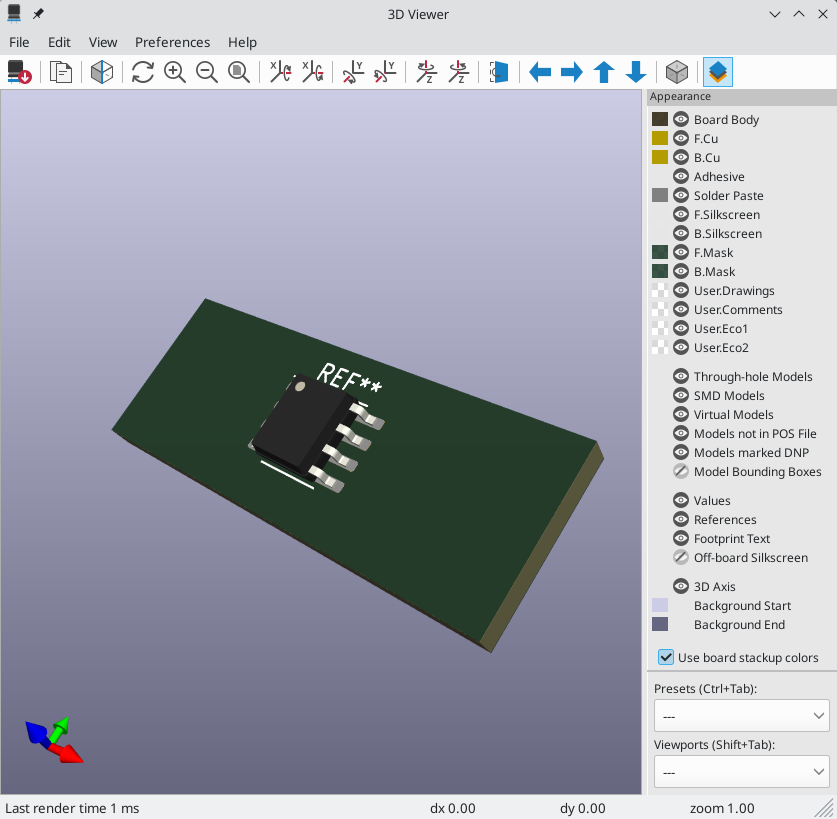 3D Viewer
File Edit View Preferences Help
X X Y Y Z Z
Appearance
Board Body
F.Cu
B.Cu
Adhesive
Solder Paste
F.Silkscreen
B.Silkscreen
F.Mask
B.Mask
User.Drawings
User.Comments
User.Eco1
User.Eco2
Through-hole Models
SMD Models
Virtual Models
Models not in POS File
Models marked DNP
Model Bounding Boxes
Values
References
Footprint Text
Off-board Silkscreen
3D Axis
Background Start
Background End
Use board stackup colors
Presets (Ctrl+Tab):
---
Viewports (Shift+Tab):
---
REF**
Last render time 1 ms dx 0.00 dy 0.00 zoom 1.00